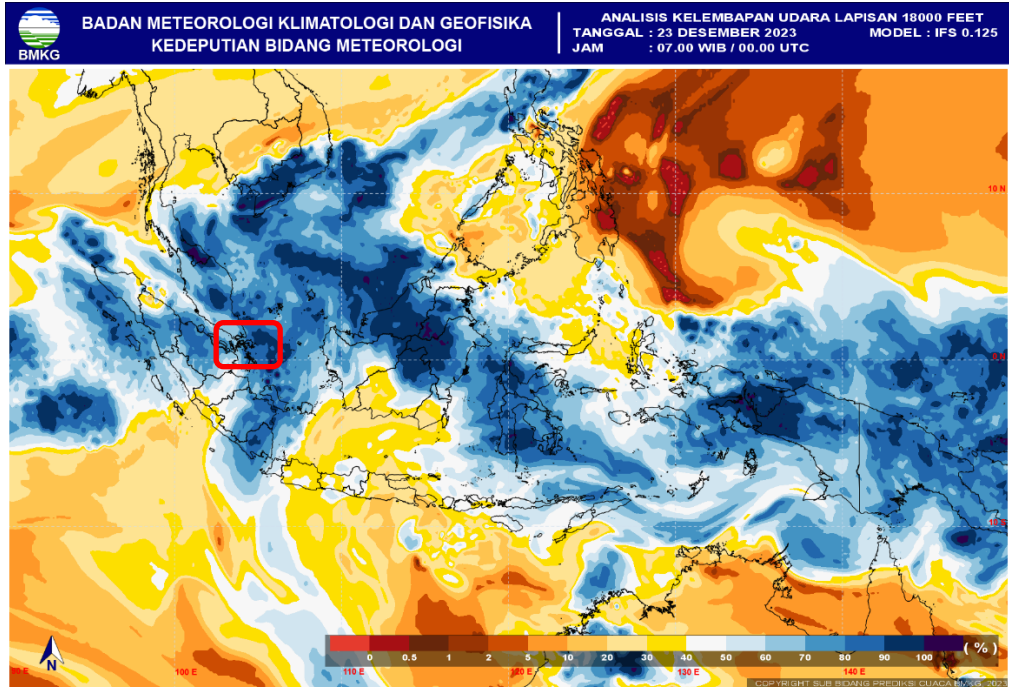 BADAN METEOROLOGI KLIMATOLOGI DAN GEOFISIKA
KEDEPUTIAN BIDANG METEOROLOGI
BMKG
ANALISIS KELEMBAPAN UDARA LAPISAN 18000 FEET
TANGGAL : 23 DESEMBER 2023 MODEL : IFS 0.125
JAM : 07.00 WIB / 00.00 UTC
10 N
0 N
10 S
( % )
0 0.5 1 2 5 10 20 30 40 50 60 70 80 90 100
N
90 E 100 E 110 E 120 E 130 E 140 E
COPYRIGHT SUB BIDANG PREDIKSI CUACA BMKG, 2023